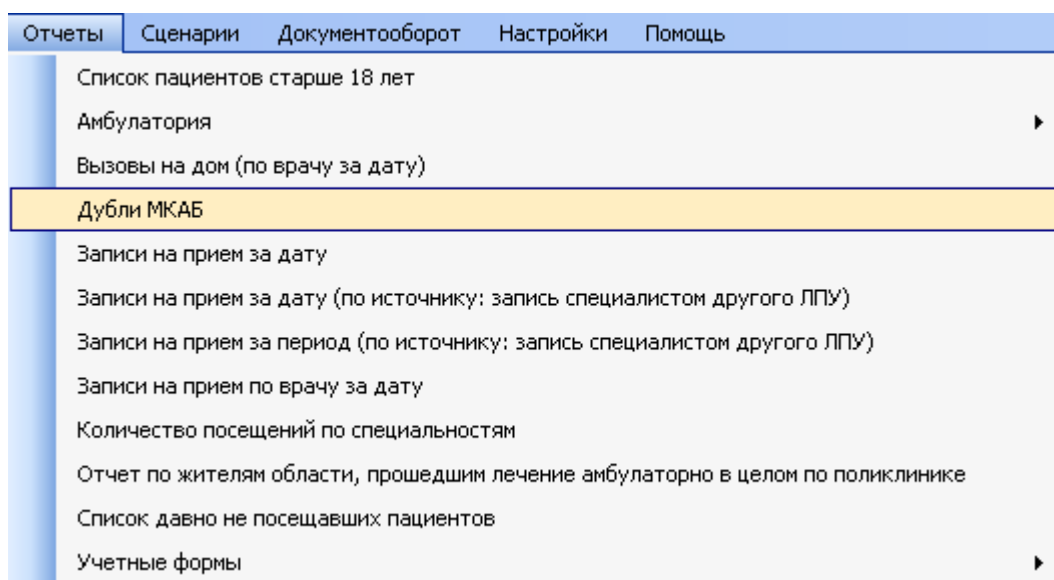 Отчеты Сценарии Документооборот Настройки Помощь
Список пациентов старше 18 лет
Амбулатория
Вызовы на дом (по врачу за дату)
Дубли МКАБ
Записи на прием за дату
Записи на прием за дату (по источнику: запись специалистом другого ЛПУ)
Записи на прием за период (по источнику: запись специалистом другого ЛПУ)
Записи на прием по врачу за дату
Количество посещений по специальностям
Отчет по жителям области, прошедшим лечение амбулаторно в целом по поликлинике
Список давно не посещавших пациентов
Учетные формы